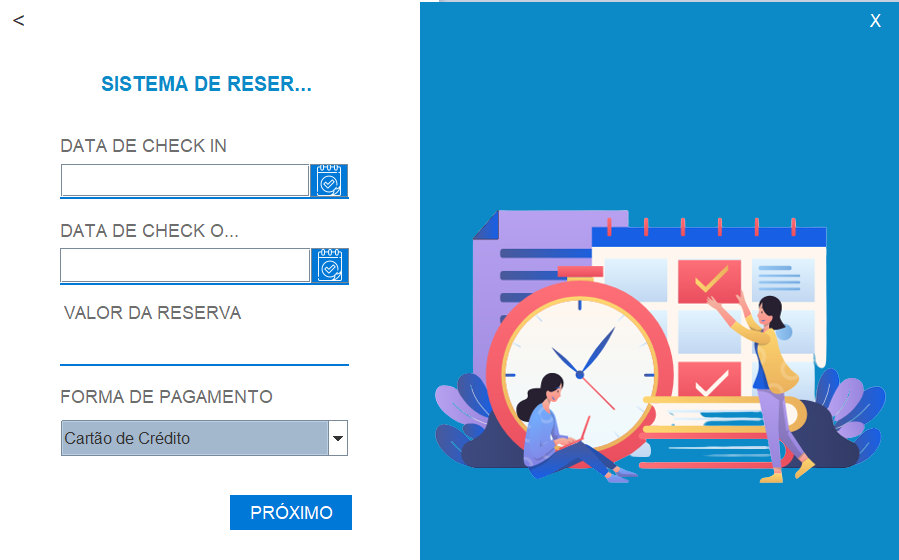 <
X
SISTEMA DE RESER...
DATA DE CHECK IN
DATA DE CHECK O...
VALOR DA RESERVA
FORMA DE PAGAMENTO
Cartão de Crédito
PRÓXIMO